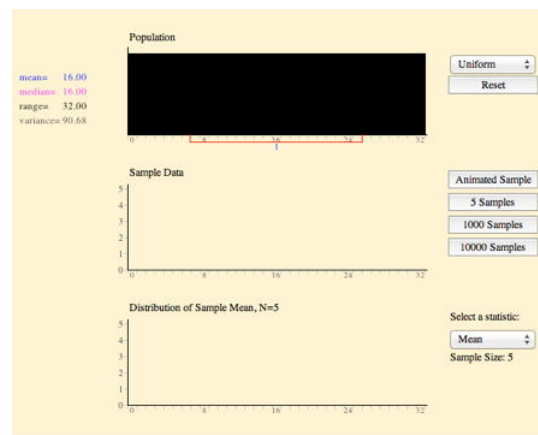 Population
mean= 16.00
median= 16.00
range= 32.00
variance= 90.68
0 8 16 24 32
Uniform
Reset
Sample Data
5
4
3
2
1
0
0 8 16 24 32
Animated Sample
5 Samples
1000 Samples
10000 Samples
Distribution of Sample Mean, N=5
5
4
3
2
1
0
0 8 16 24 32
Select a statistic:
Mean
Sample Size: 5